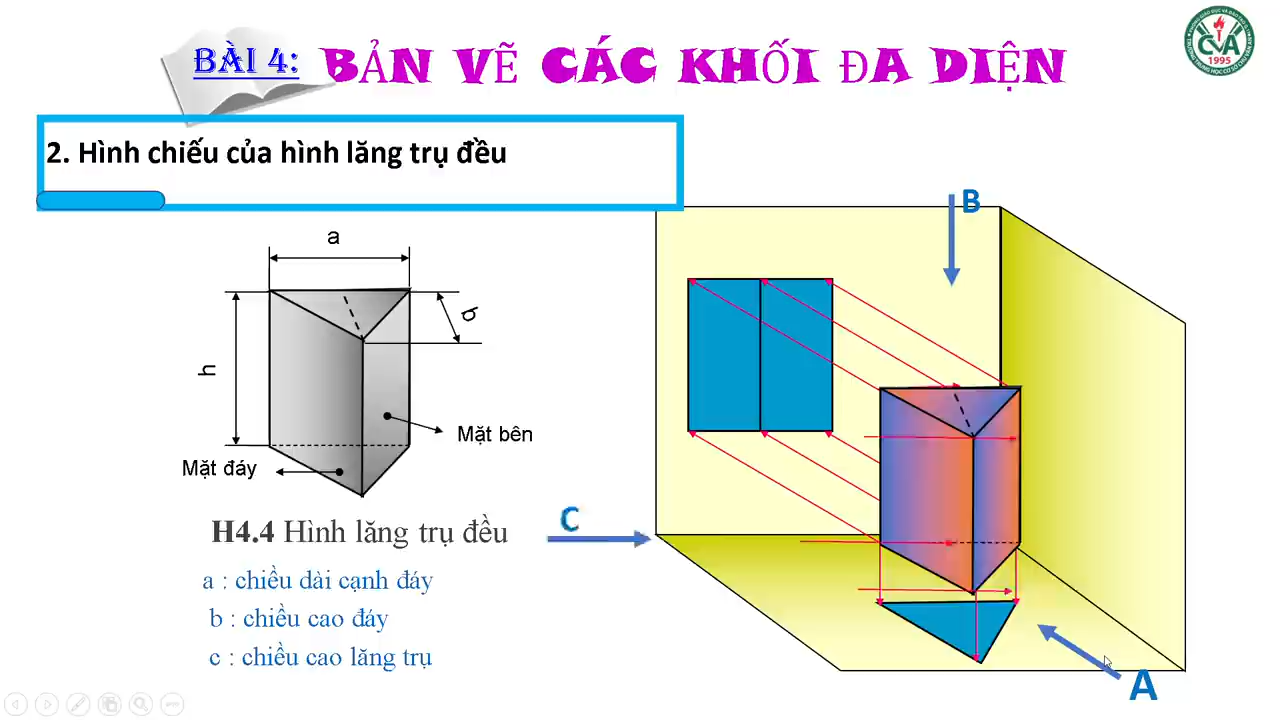 BÀI 4: BẢN VẼ CÁC KHỐI ĐA DIỆN
CVA
1995
2. Hình chiếu của hình lăng trụ đều
B
a
b
h
Mặt bên
Mặt đáy
C
H4.4 Hình lăng trụ đều
a : chiều dài cạnh đáy
b : chiều cao đáy
c : chiều cao lăng trụ
A